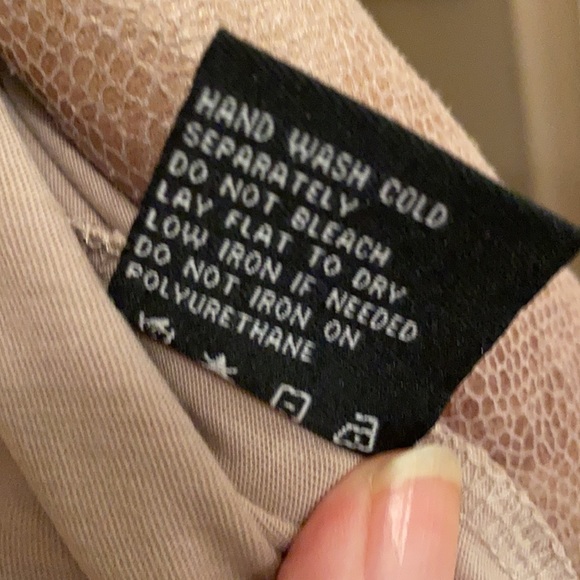 HAND WASH COLD
SEPARATELY
DO NOT BLEACH
LAY FLAT TO DRY
LOW IRON IF NEEDED
DO NOT IRON ON
POLYURETHANE